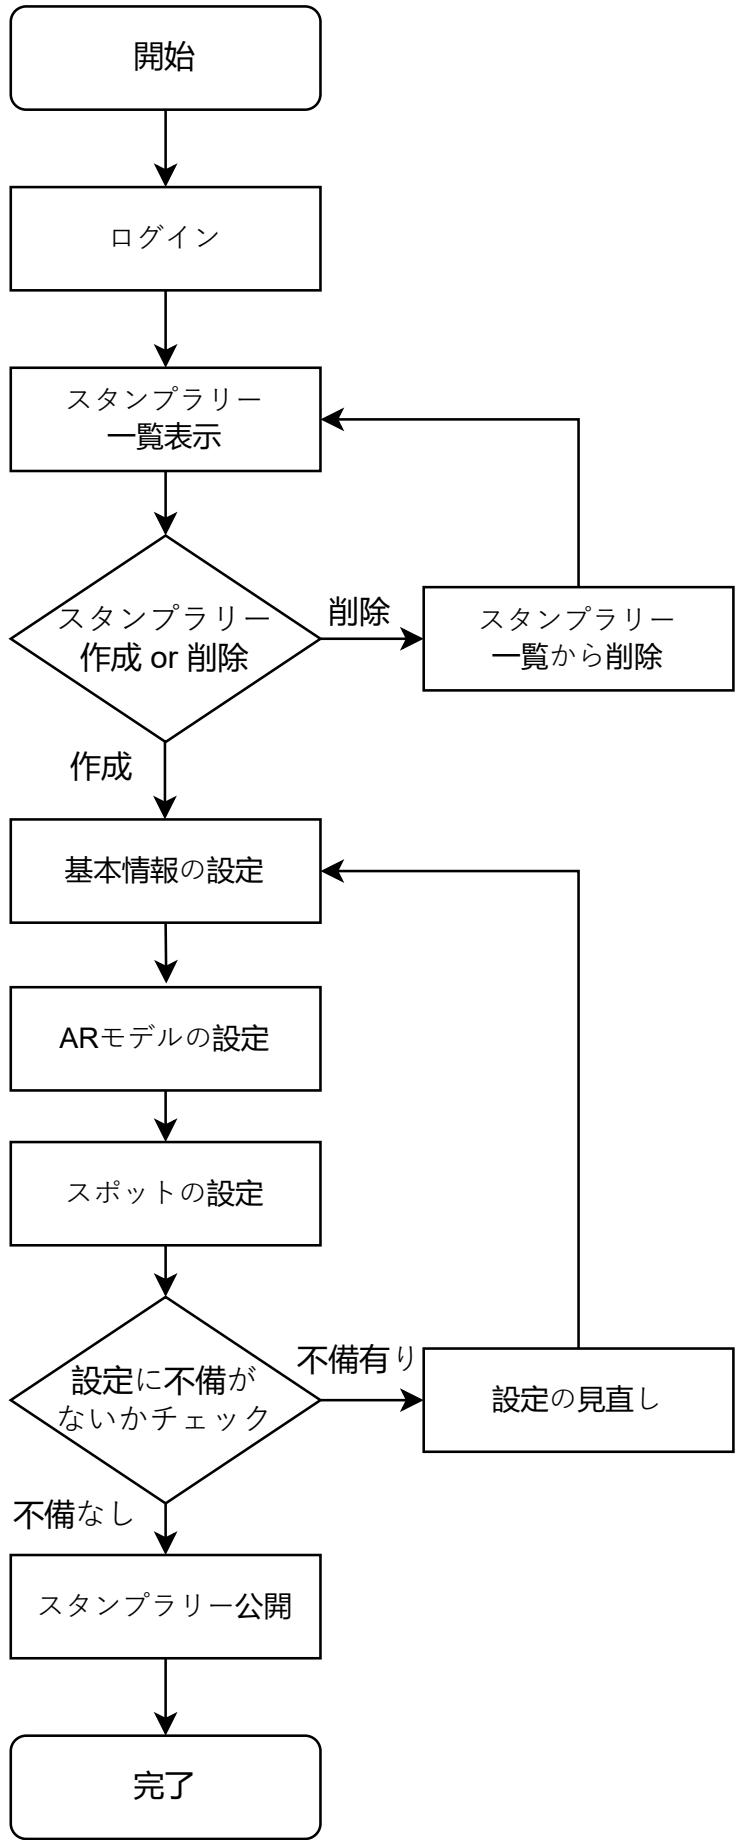 開始
ログイン
スタンプラリー
一覧表示
スタンプラリー
作成 or 削除
削除
スタンプラリー
一覧から削除
作成
基本情報の設定
ARモデルの設定
スポットの設定
設定に不備が
ないかチェック
不備有り
設定の見直し
不備なし
スタンプラリー公開
完了